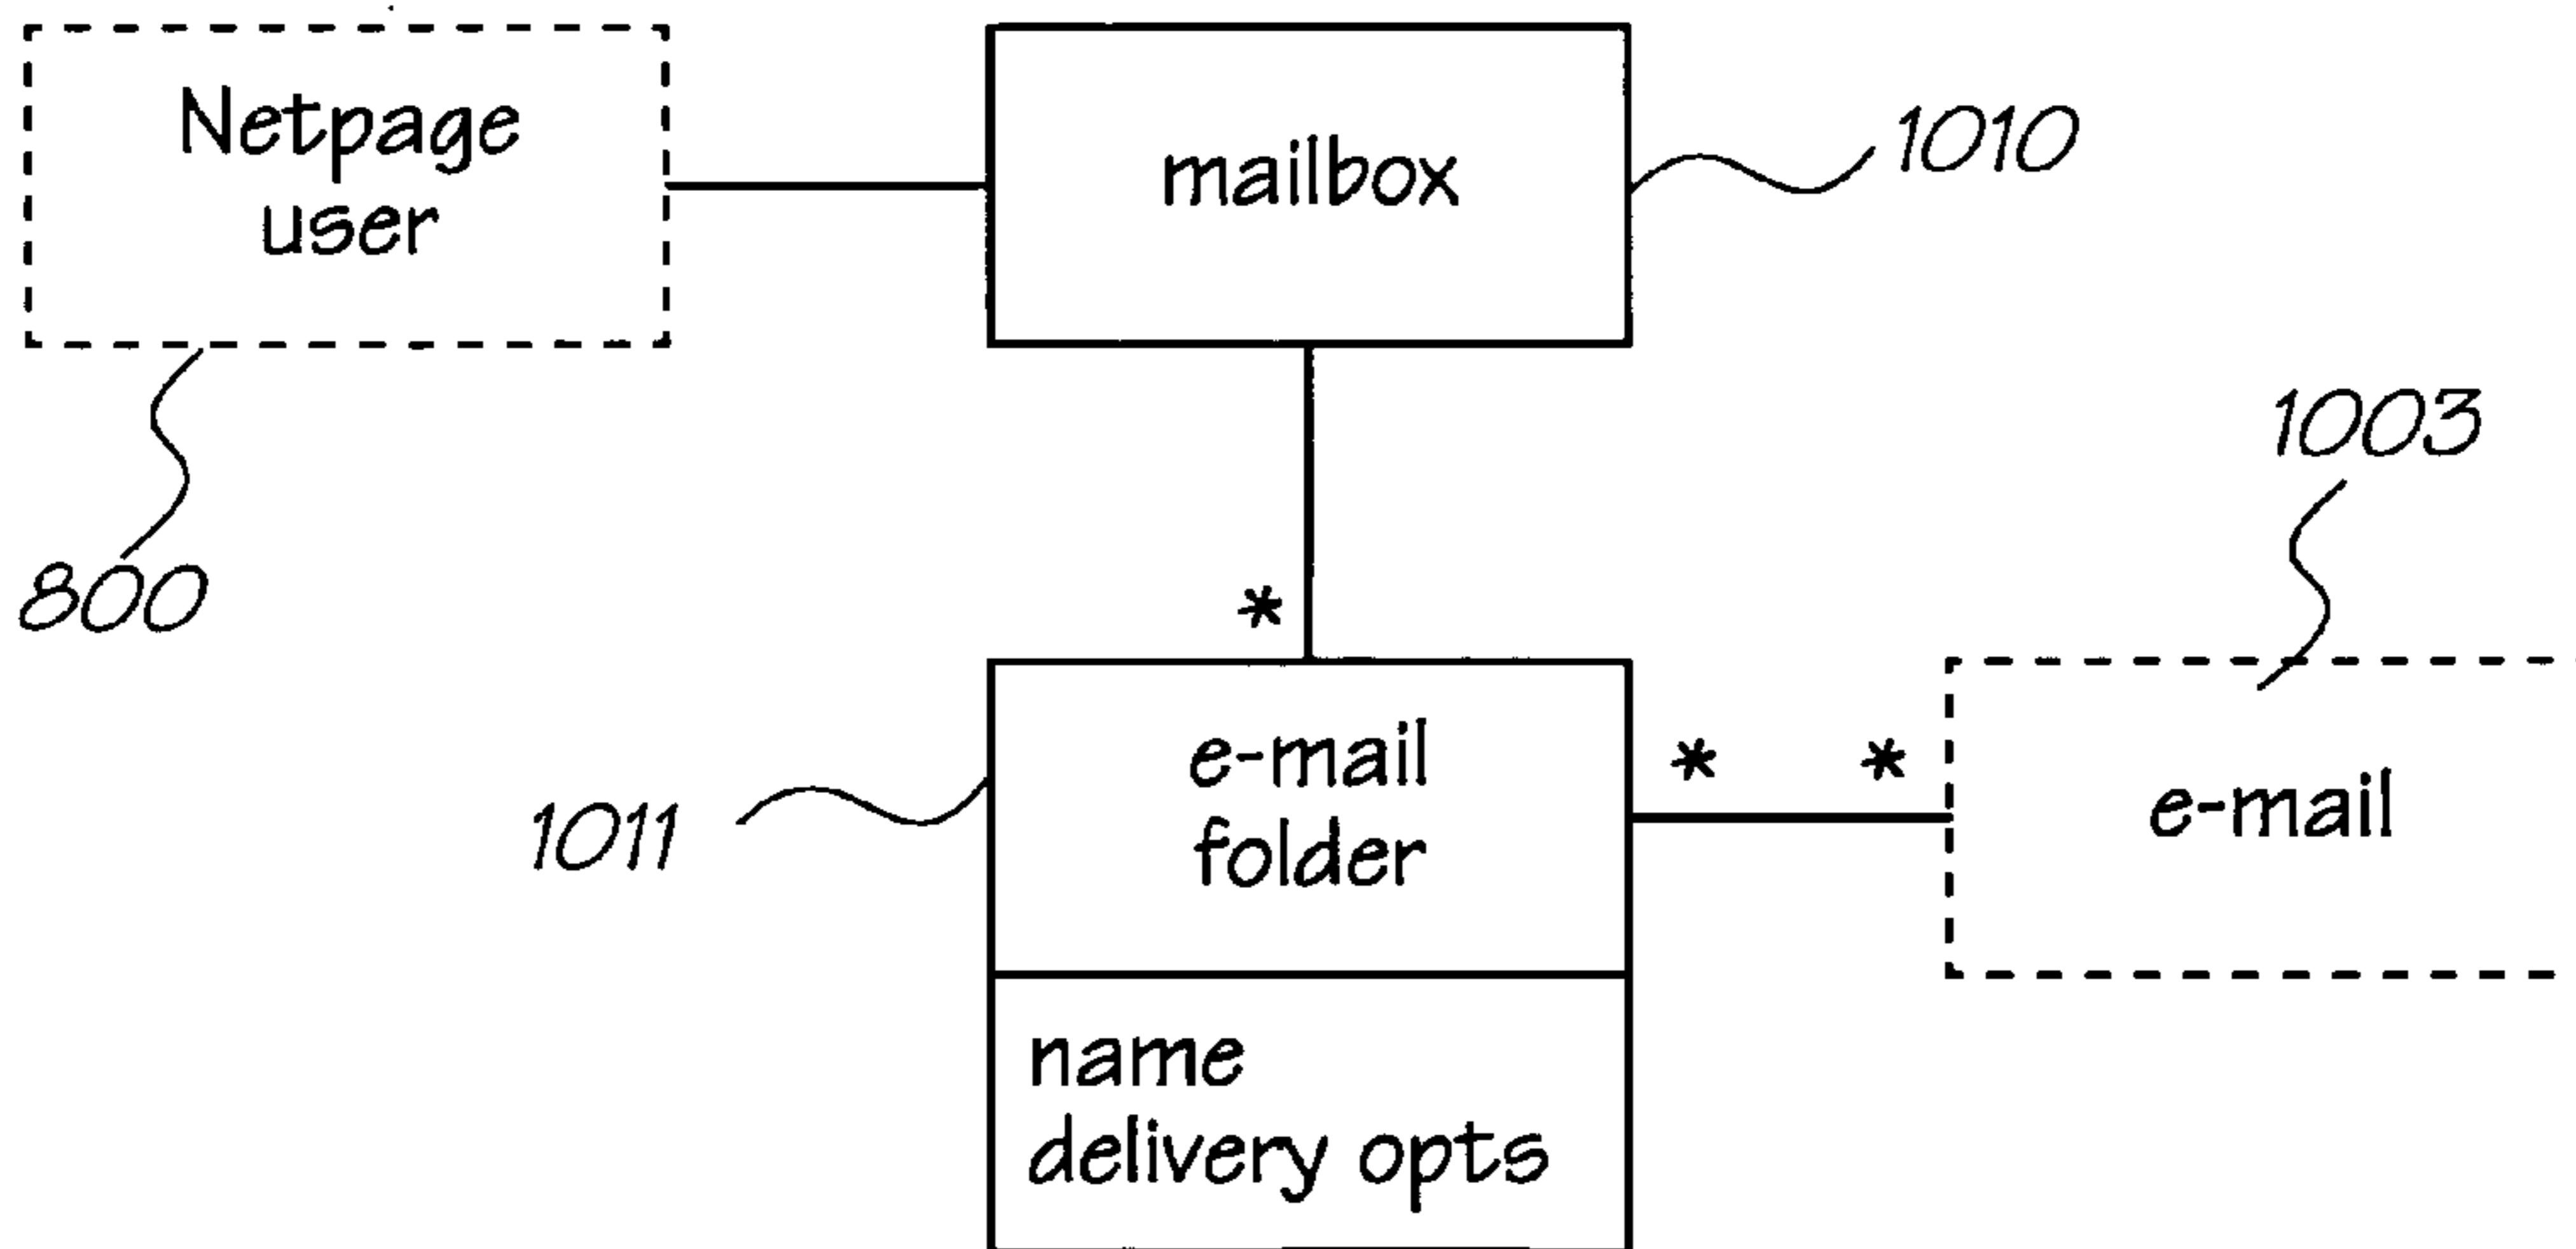 Netpage
user
mailbox
1010
800
1003
*
e-mail
folder
* *
e-mail
1011
name
delivery opts